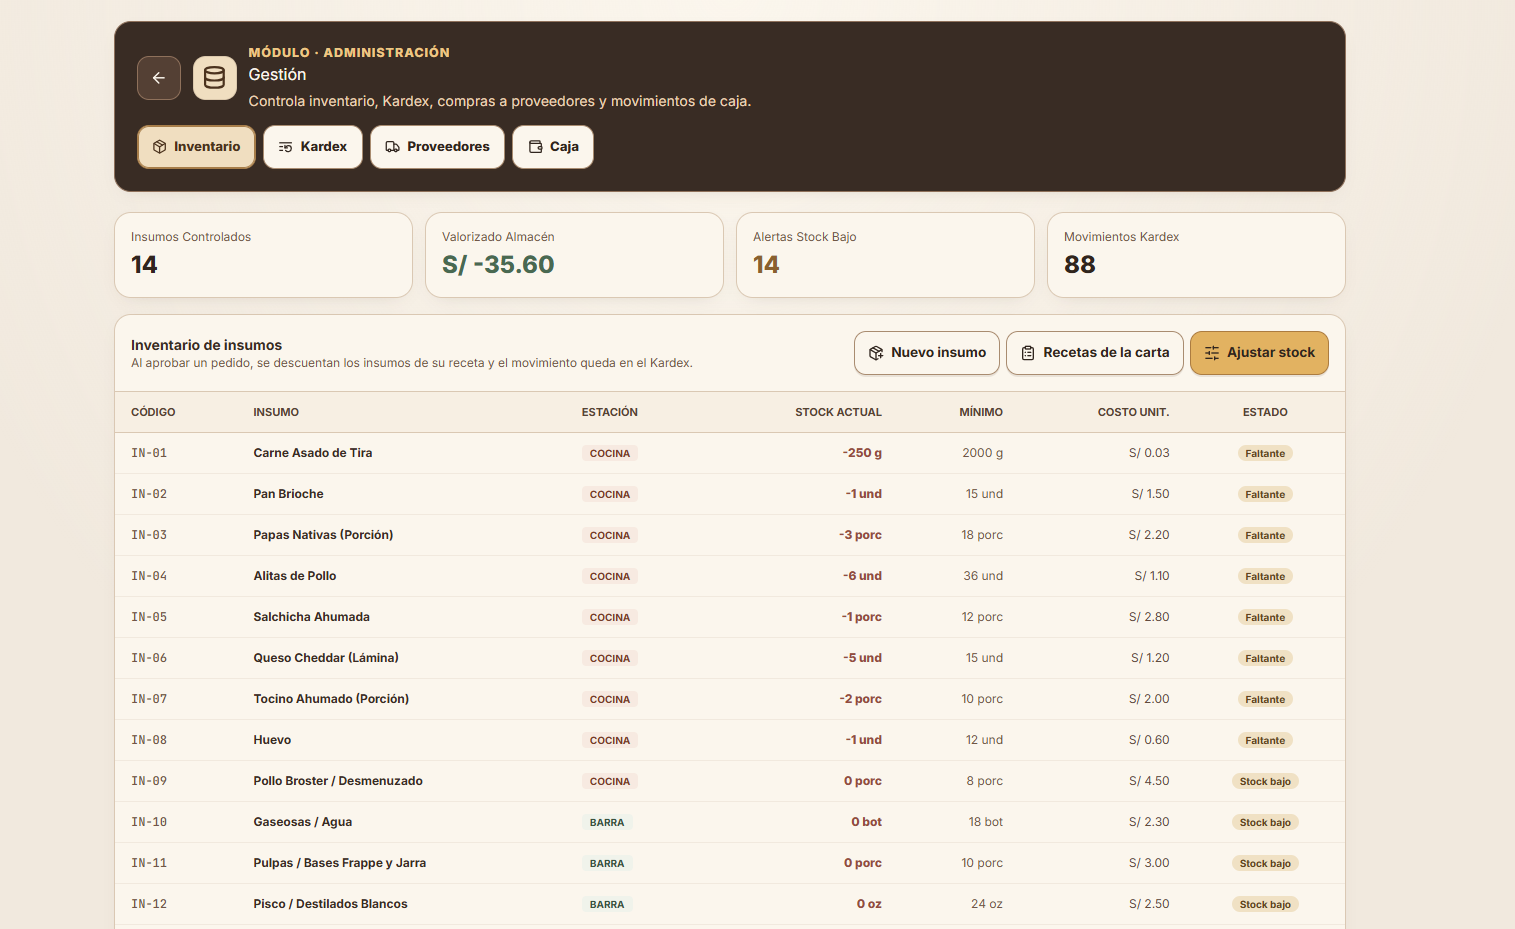 MÓDULO · ADMINISTRACIÓN
Gestión
Controla inventario, Kardex, compras a proveedores y movimientos de caja.
Inventario Kardex Proveedores Caja
Insumos Controlados Valorizado Almacén Alertas Stock Bajo Movimientos Kardex
14 S/ -35.60 14 88
Inventario de insumos
Al aprobar un pedido, se descuentan los insumos de su receta y el movimiento queda en el Kardex.
Nuevo insumo Recetas de la carta Ajustar stock
CÓDIGO INSUMO ESTACIÓN STOCK ACTUAL MÍNIMO COSTO UNIT. ESTADO
IN-01 Carne Asado de Tira COCINA -250 g 2000 g S/ 0.03 Faltante
IN-02 Pan Brioche COCINA -1 und 15 und S/ 1.50 Faltante
IN-03 Papas Nativas (Porción) COCINA -3 porc 18 porc S/ 2.20 Faltante
IN-04 Alitas de Pollo COCINA -6 und 36 und S/ 1.10 Faltante
IN-05 Salchicha Ahumada COCINA -1 porc 12 porc S/ 2.80 Faltante
IN-06 Queso Cheddar (Lámina) COCINA -5 und 15 und S/ 1.20 Faltante
IN-07 Tocino Ahumado (Porción) COCINA -2 porc 10 porc S/ 2.00 Faltante
IN-08 Huevo COCINA -1 und 12 und S/ 0.60 Faltante
IN-09 Pollo Broster / Desmenuzado COCINA 0 porc 8 porc S/ 4.50 Stock bajo
IN-10 Gaseosas / Agua BARRA 0 bot 18 bot S/ 2.30 Stock bajo
IN-11 Pulpas / Bases Frappe y Jarra BARRA 0 porc 10 porc S/ 3.00 Stock bajo
IN-12 Pisco / Destilados Blancos BARRA 0 oz 24 oz S/ 2.50 Stock bajo